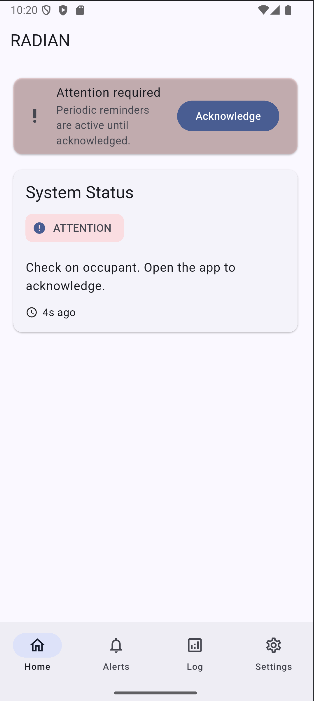 10:20
RADIAN
Attention required
Periodic reminders
are active until
acknowledged.
Acknowledge
System Status
ATTENTION
Check on occupant. Open the app to
acknowledge.
4s ago
Home
Alerts
Log
Settings